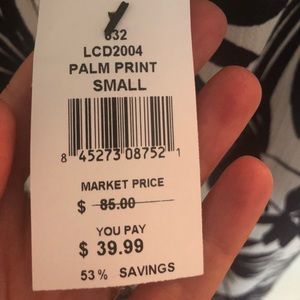 632
LCD2004
PALM PRINT
SMALL
8 45273 08752 1
MARKET PRICE
$ 85.00
YOU PAY
$ 39.99
53% SAVINGS